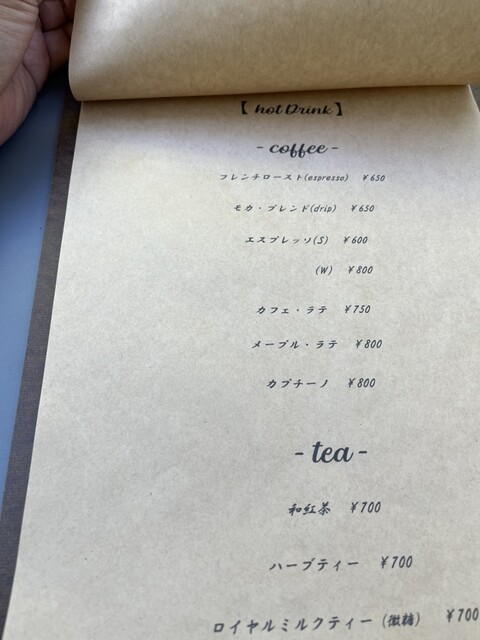 【 hot Drink 】
- coffee -
フレンチロースト(espresso) ¥650
モカ・ブレンド(drip) ¥650
エスプレッソ(S) ¥600
(W) ¥800
カフェ・ラテ ¥750
メープル・ラテ ¥800
カプチーノ ¥800
- tea -
和紅茶 ¥700
ハーブティー ¥700
ロイヤルミルクティー(微糖) ¥700